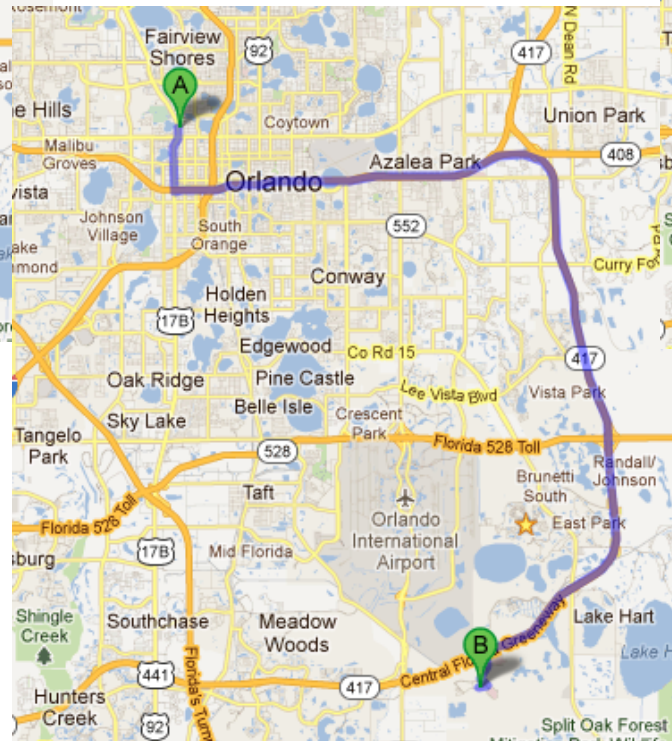 Rosemont
Fairview
Shores
92
417
N Dean Rd
A
e Hills
Coytown
Union Park
Malibu
Groves
Azalea Park
408
vista
Orlando
Johnson
Village
South
Orange
552
ake
mmond
Conway
Curry Fo
17B
Holden
Heights
Edgewood
Co Rd 15
417
Oak Ridge
Pine Castle
Lee Vista Blvd
Vista Park
Belle Isle
Sky Lake
Crescent
Park
Tangelo
Park
528
Florida 528 Toll
Randall/
Johnson
Taft
Brunetti
South
Florida 528 Toll
Orlando
International
Airport
East Park
sburg
17B
Mid Florida
Shingle
Creek
Southchase
Meadow
Woods
Lake Hart
B
Central Flo
Greeneway
Lake H
441
417
Florida's Turn
Hunters
Creek
92
Split Oak Forest